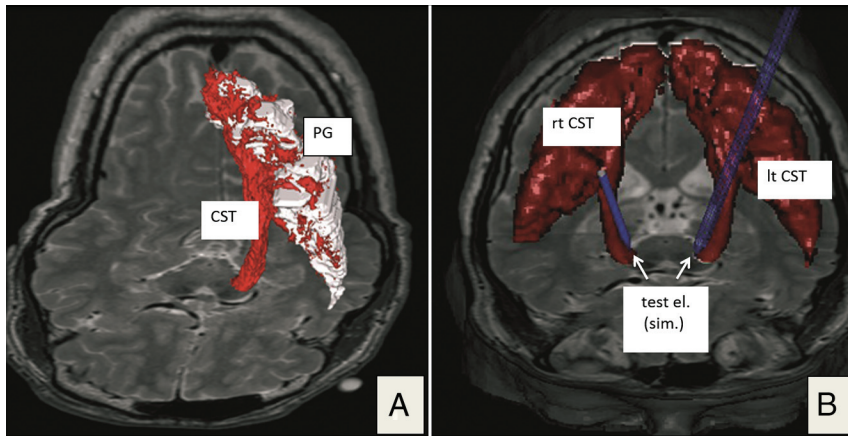 PG
CST
A
rt CST
lt CST
test el.
(sim.)
B